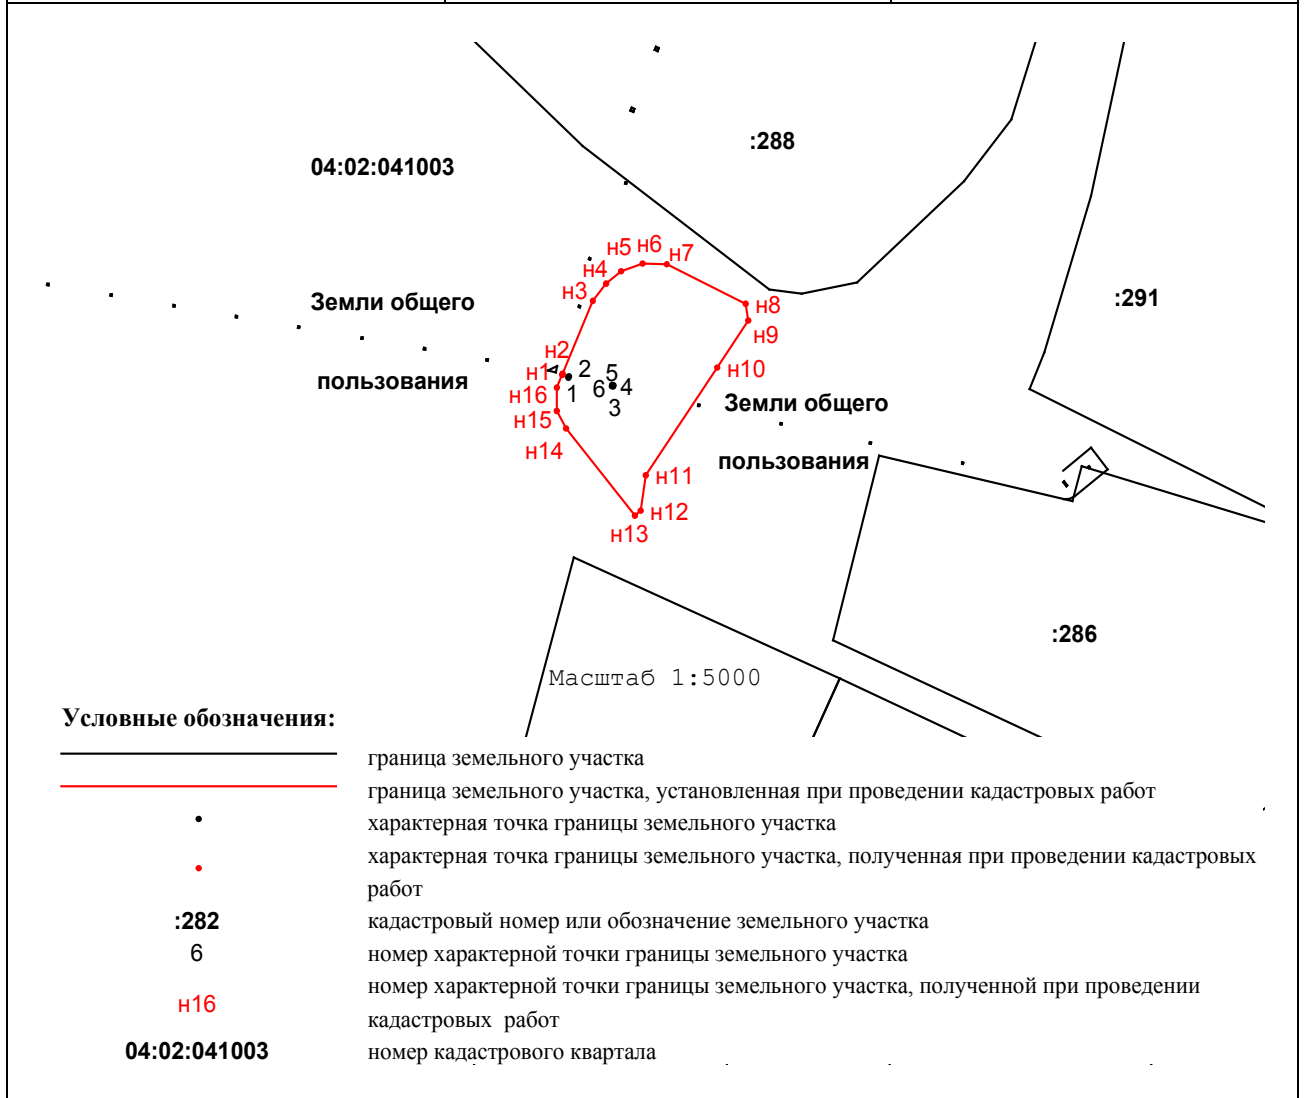 :288
04:02:041003
н5 н6 н7
н4
н3
Земли общего
н8
:291
н9
н2
н1
2
5
н10
пользования
н16
1
6
4
Земли общего
3
н15
н14
пользования
н11
н12
н13
:286
Масштаб 1:5000
Условные обозначения:
граница земельного участка
граница земельного участка, установленная при проведении кадастровых работ
характерная точка границы земельного участка
характерная точка границы земельного участка, полученная при проведении кадастровых
работ
:282 кадастровый номер или обозначение земельного участка
6 номер характерной точки границы земельного участка
н16 номер характерной точки границы земельного участка, полученной при проведении
кадастровых работ
04:02:041003 номер кадастрового квартала